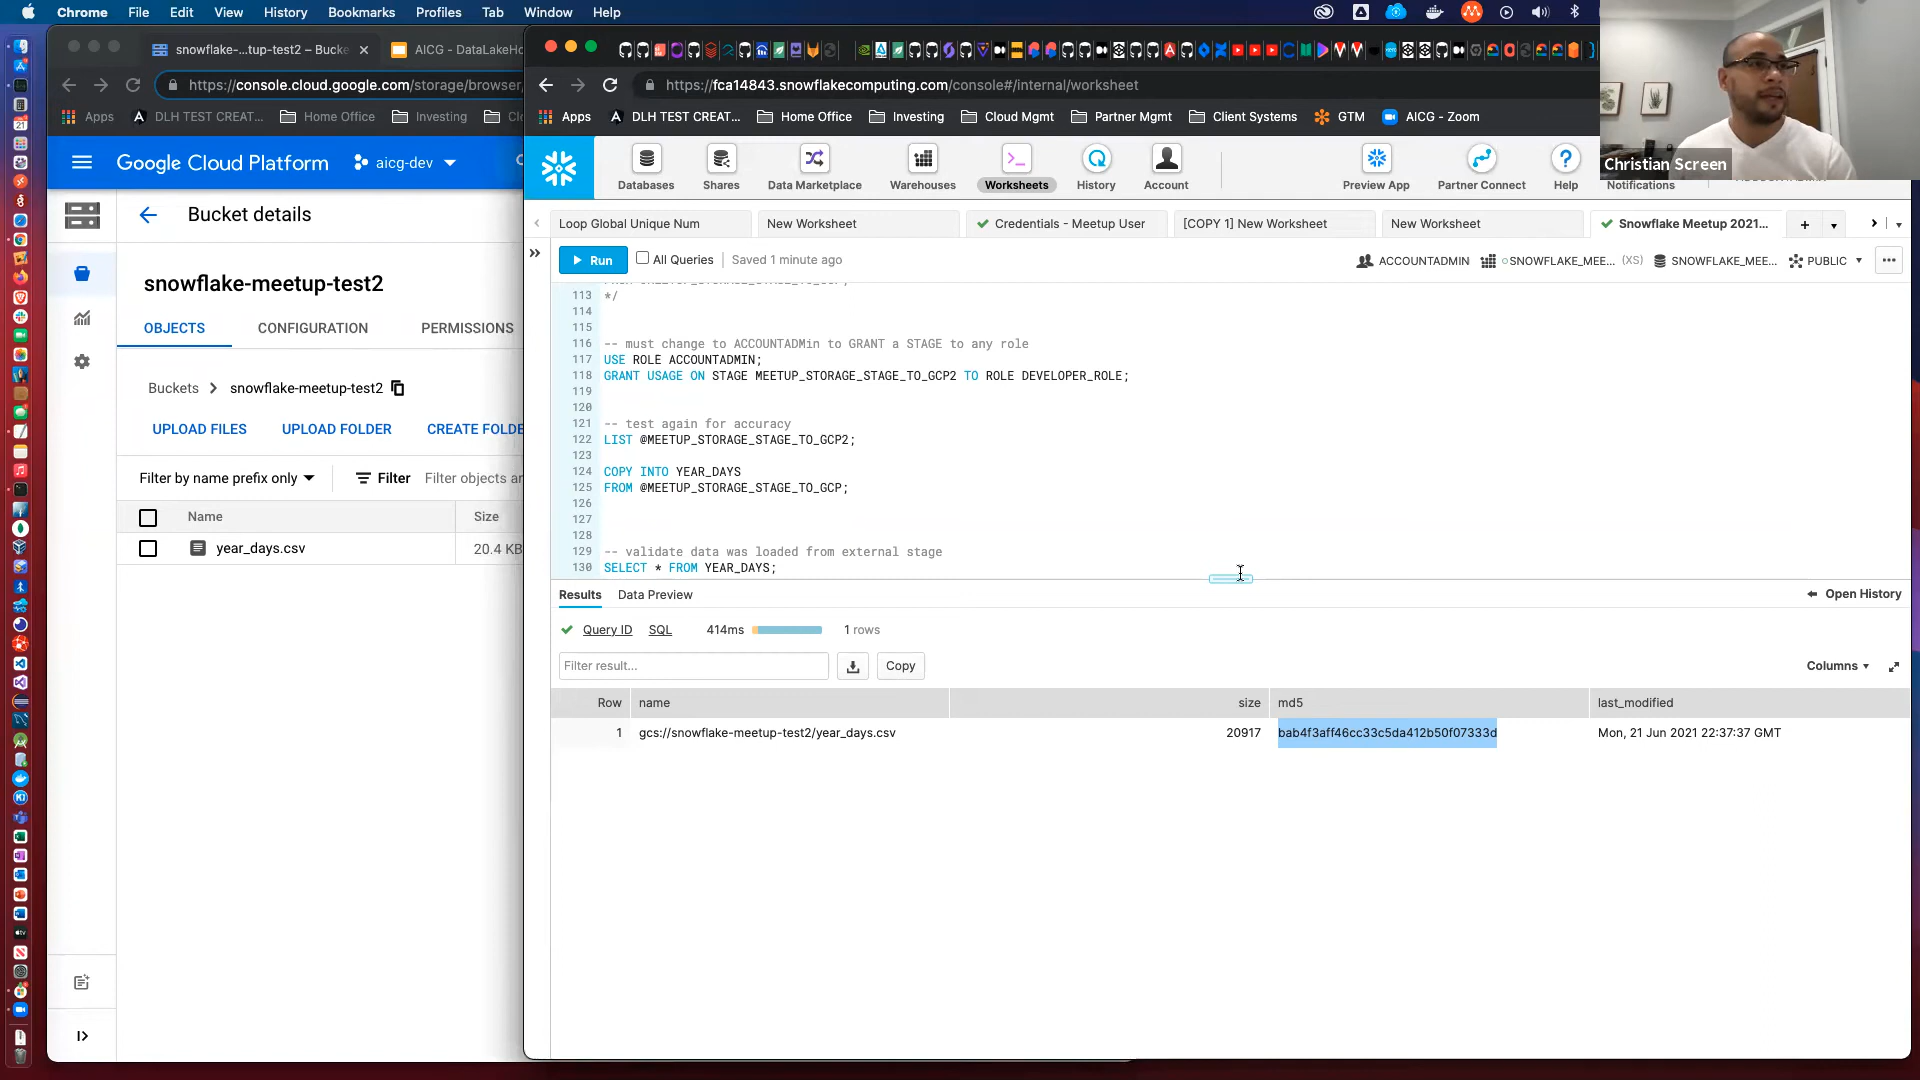 Chrome File Edit View History Bookmarks Profiles Tab Window Help
snowflake-...tup-test2 – Bucke
AICG - DataLakeHo
https://console.cloud.google.com/storage/browser/
Apps DLH TEST CREAT... Home Office Investing
Google Cloud Platform aicg-dev
Bucket details
snowflake-meetup-test2
OBJECTS CONFIGURATION PERMISSIONS
Buckets > snowflake-meetup-test2
UPLOAD FILES UPLOAD FOLDER CREATE FOLDE
Filter by name prefix only Filter Filter objects
Name Size
year_days.csv 20.4 KB
https://fca14843.snowflakecomputing.com/console#/internal/worksheet
Apps DLH TEST CREAT... Home Office Investing Cloud Mgmt Partner Mgmt Client Systems GTM AICG - Zoom
Databases Shares Data Marketplace Warehouses Worksheets History Account Preview App Partner Connect Help Notifications
Christian Screen
Loop Global Unique Num New Worksheet Credentials - Meetup User [COPY 1] New Worksheet New Worksheet Snowflake Meetup 2021...
Run All Queries Saved 1 minute ago ACCOUNTADMIN SNOWFLAKE_MEE... (XS) SNOWFLAKE_MEE... PUBLIC
113 */
114
115
116 -- must change to ACCOUNTADMin to GRANT a STAGE to any role
117 USE ROLE ACCOUNTADMIN;
118 GRANT USAGE ON STAGE MEETUP_STORAGE_STAGE_TO_GCP2 TO ROLE DEVELOPER_ROLE;
119
120
121 -- test again for accuracy
122 LIST @MEETUP_STORAGE_STAGE_TO_GCP2;
123
124 COPY INTO YEAR_DAYS
125 FROM @MEETUP_STORAGE_STAGE_TO_GCP;
126
127
128
129 -- validate data was loaded from external stage
130 SELECT * FROM YEAR_DAYS;
Results Data Preview Open History
Query ID SQL 414ms 1 rows
Filter result... Copy Columns
Row name size md5 last_modified
1 gcs://snowflake-meetup-test2/year_days.csv 20917 bab4f3aff46cc33c5da412b50f07333d Mon, 21 Jun 2021 22:37:37 GMT